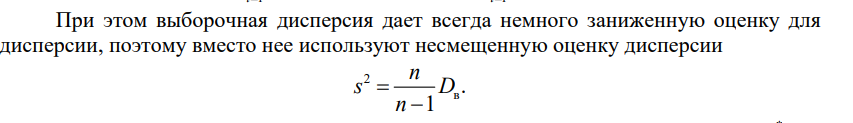 При этом выборочная дисперсия дает всегда немного заниженную оценку для
дисперсии, поэтому вместо нее используют несмещенную оценку дисперсии
s² = n/(n−1) Dв.